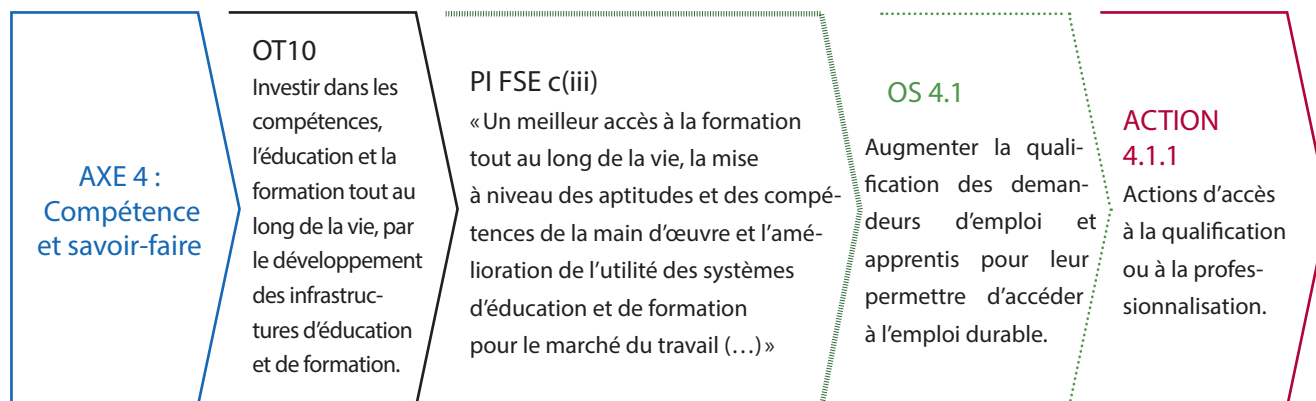 AXE 4 :
Compétence
et savoir-faire
OT10
Investir dans les
compétences,
l'éducation et la
formation tout au
long de la vie, par
le développement
des infrastruc-
tures d'éducation
et de formation.
PI FSE c(iii)
« Un meilleur accès à la formation
tout au long de la vie, la mise
à niveau des aptitudes et des compé-
tences de la main d'œuvre et l'amé-
lioration de l'utilité des systèmes
d'éducation et de formation
pour le marché du travail (…) »
OS 4.1
Augmenter la quali-
fication des deman-
deurs d'emploi et
apprentis pour leur
permettre d'accéder
à l'emploi durable.
ACTION
4.1.1
Actions d'accès
à la qualification
ou à la profes-
sionnalisation.